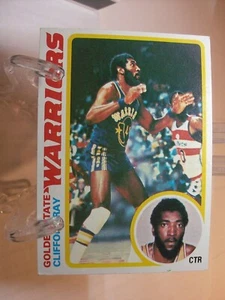 GOLDEN STATE WARRIORS
CLIFFORD RAY
CTR